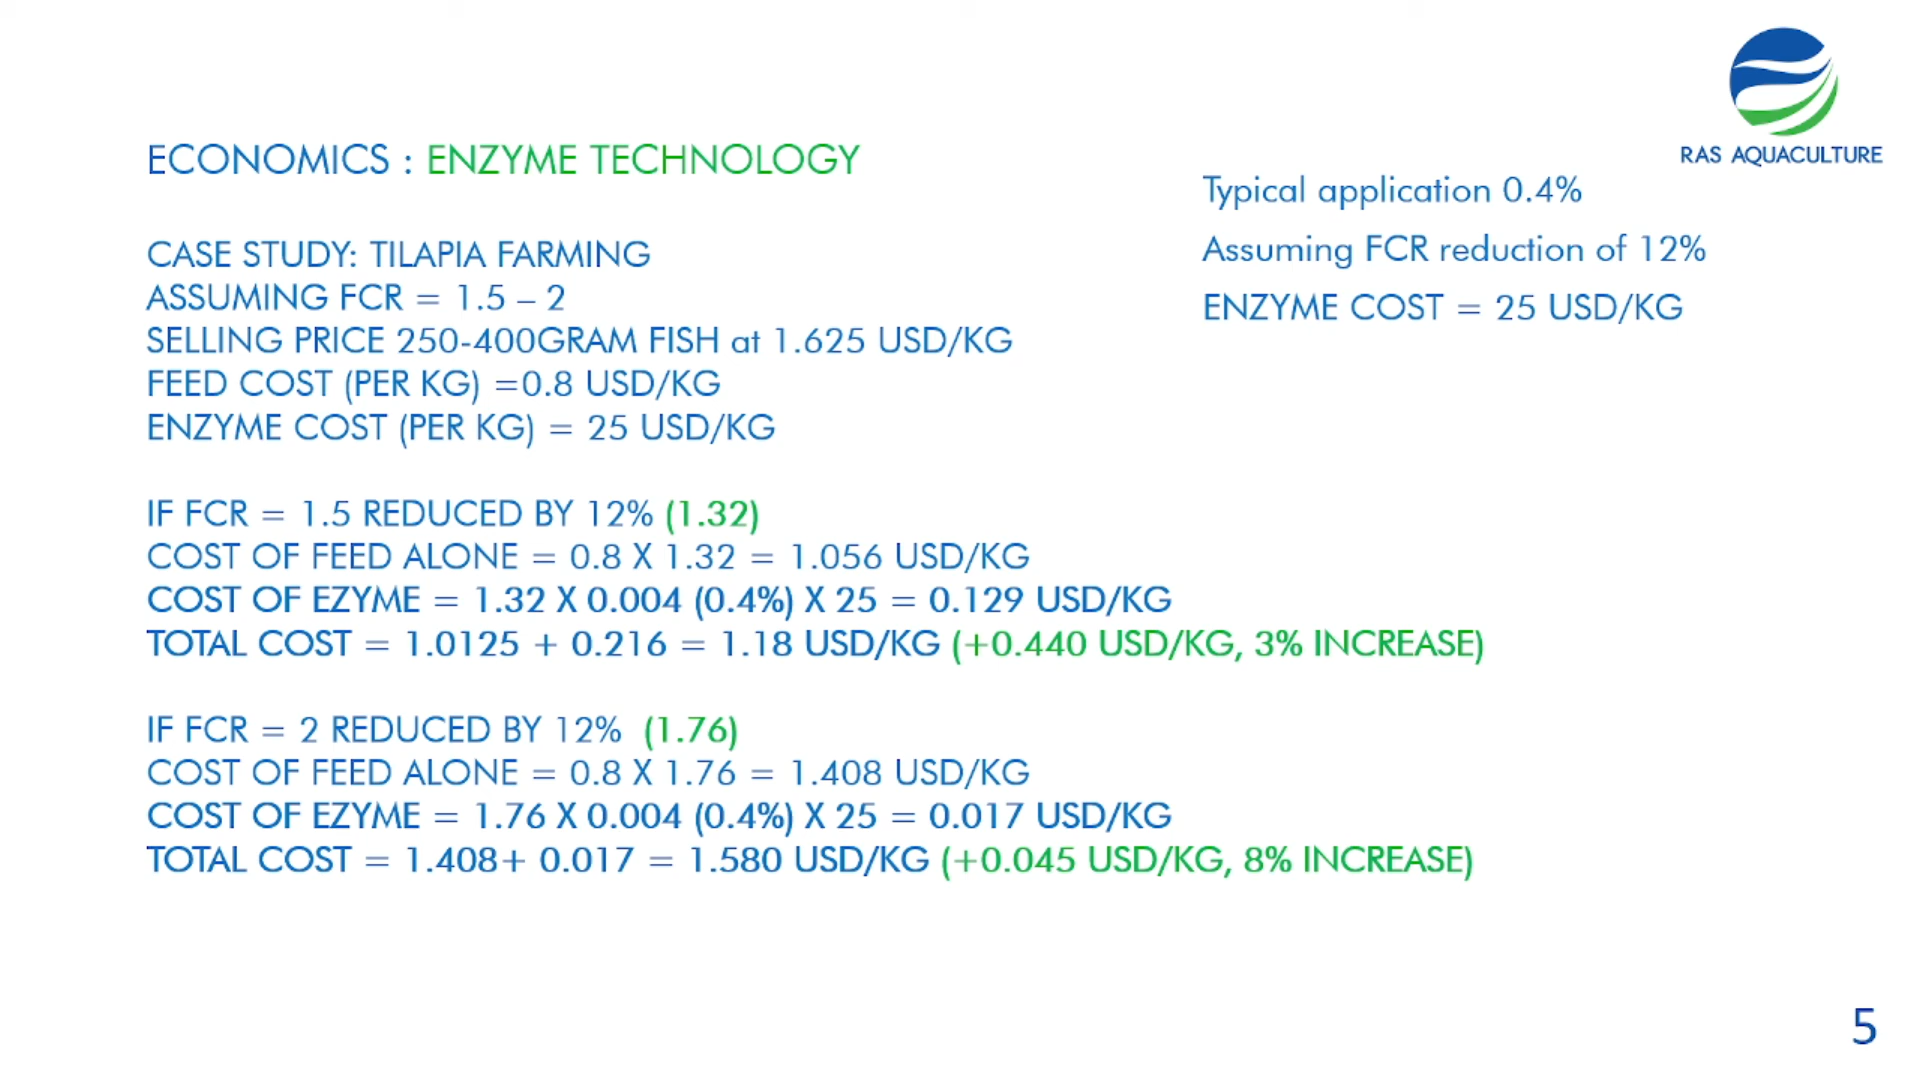 RAS AQUACULTURE
ECONOMICS : ENZYME TECHNOLOGY
Typical application 0.4%
Assuming FCR reduction of 12%
ENZYME COST = 25 USD/KG
CASE STUDY: TILAPIA FARMING
ASSUMING FCR = 1.5 – 2
SELLING PRICE 250-400GRAM FISH at 1.625 USD/KG
FEED COST (PER KG) =0.8 USD/KG
ENZYME COST (PER KG) = 25 USD/KG
IF FCR = 1.5 REDUCED BY 12% (1.32)
COST OF FEED ALONE = 0.8 X 1.32 = 1.056 USD/KG
COST OF EZYME = 1.32 X 0.004 (0.4%) X 25 = 0.129 USD/KG
TOTAL COST = 1.0125 + 0.216 = 1.18 USD/KG (+0.440 USD/KG, 3% INCREASE)
IF FCR = 2 REDUCED BY 12% (1.76)
COST OF FEED ALONE = 0.8 X 1.76 = 1.408 USD/KG
COST OF EZYME = 1.76 X 0.004 (0.4%) X 25 = 0.017 USD/KG
TOTAL COST = 1.408+ 0.017 = 1.580 USD/KG (+0.045 USD/KG, 8% INCREASE)
5